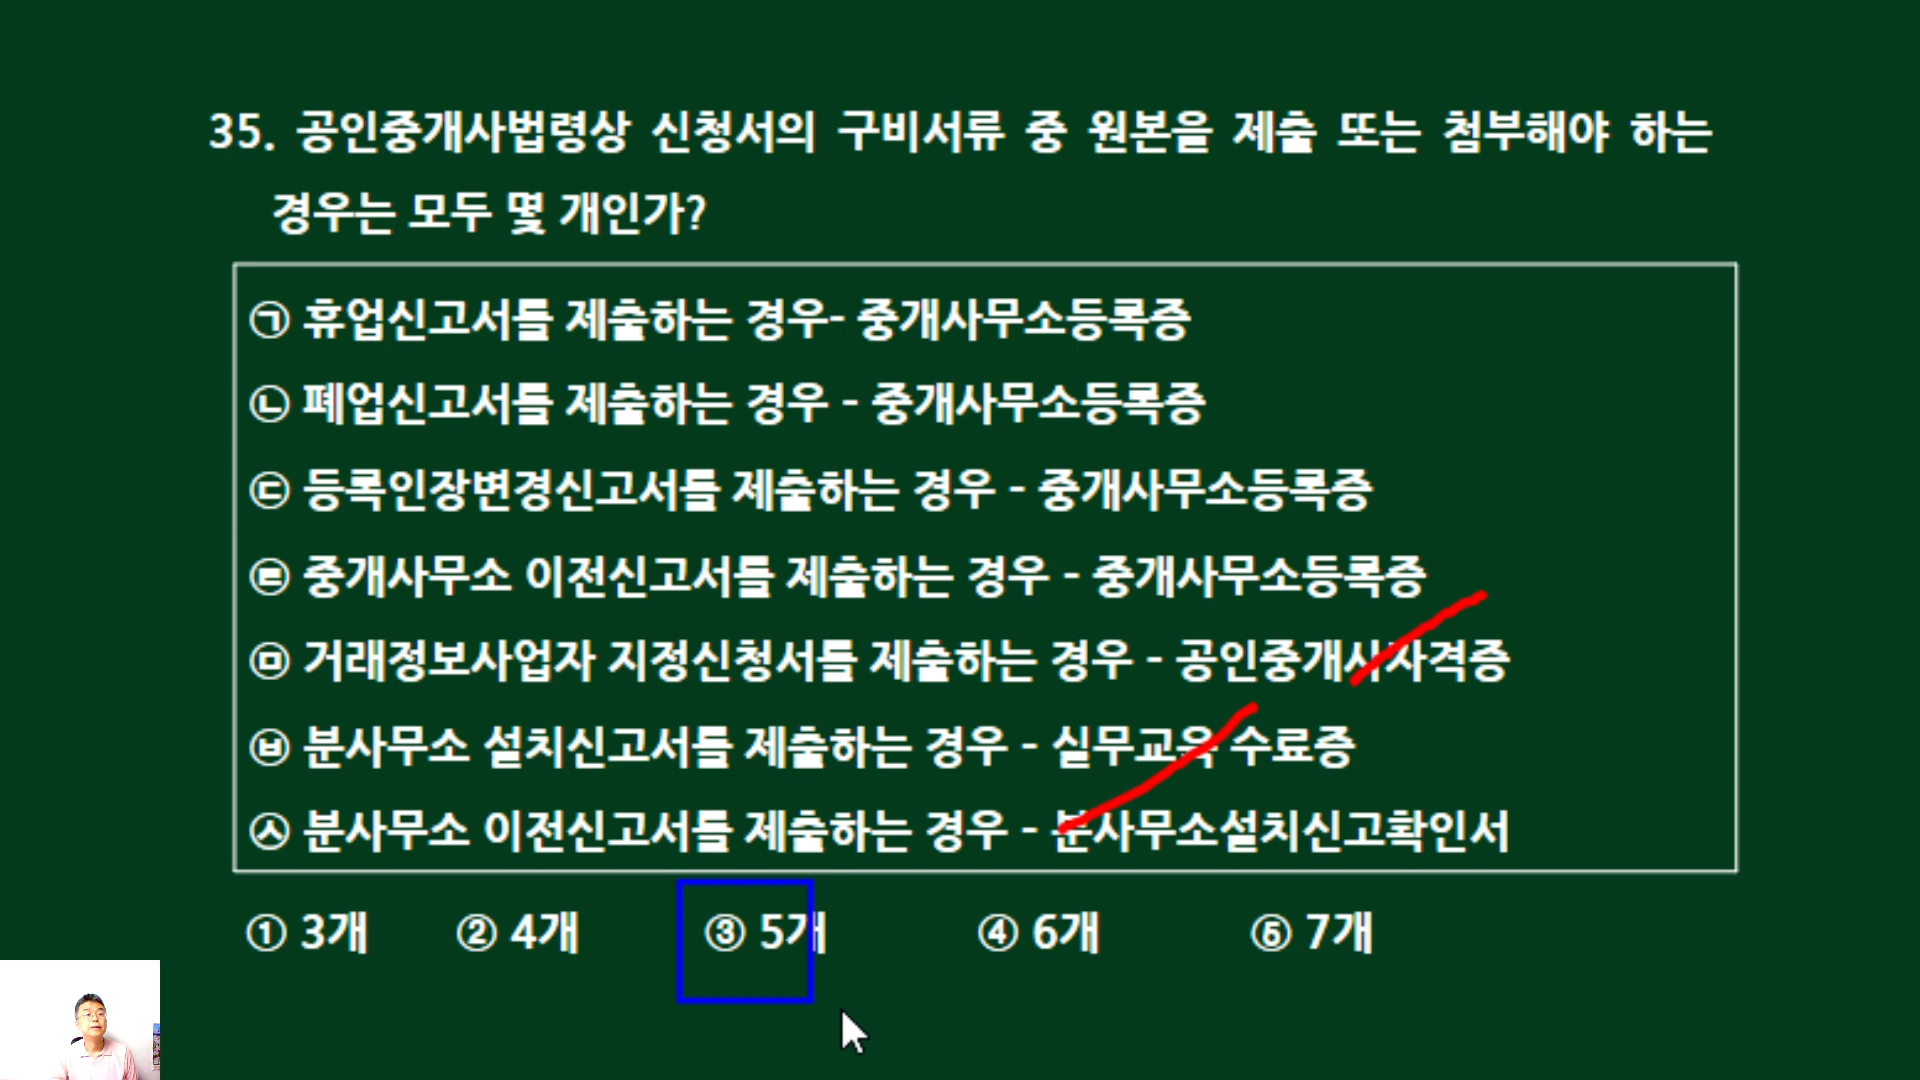 35. 공인중개사법령상 신청서의 구비서류 중 원본을 제출 또는 첨부해야 하는
경우는 모두 몇 개인가?
㉠ 휴업신고서를 제출하는 경우- 중개사무소등록증
㉡ 폐업신고서를 제출하는 경우 - 중개사무소등록증
㉢ 등록인장변경신고서를 제출하는 경우 - 중개사무소등록증
㉣ 중개사무소 이전신고서를 제출하는 경우 - 중개사무소등록증
㉤ 거래정보사업자 지정신청서를 제출하는 경우 - 공인중개사자격증
㉥ 분사무소 설치신고서를 제출하는 경우 - 실무교육 수료증
㉦ 분사무소 이전신고서를 제출하는 경우 - 분사무소설치신고확인서
① 3개 ② 4개 ③ 5개 ④ 6개 ⑤ 7개